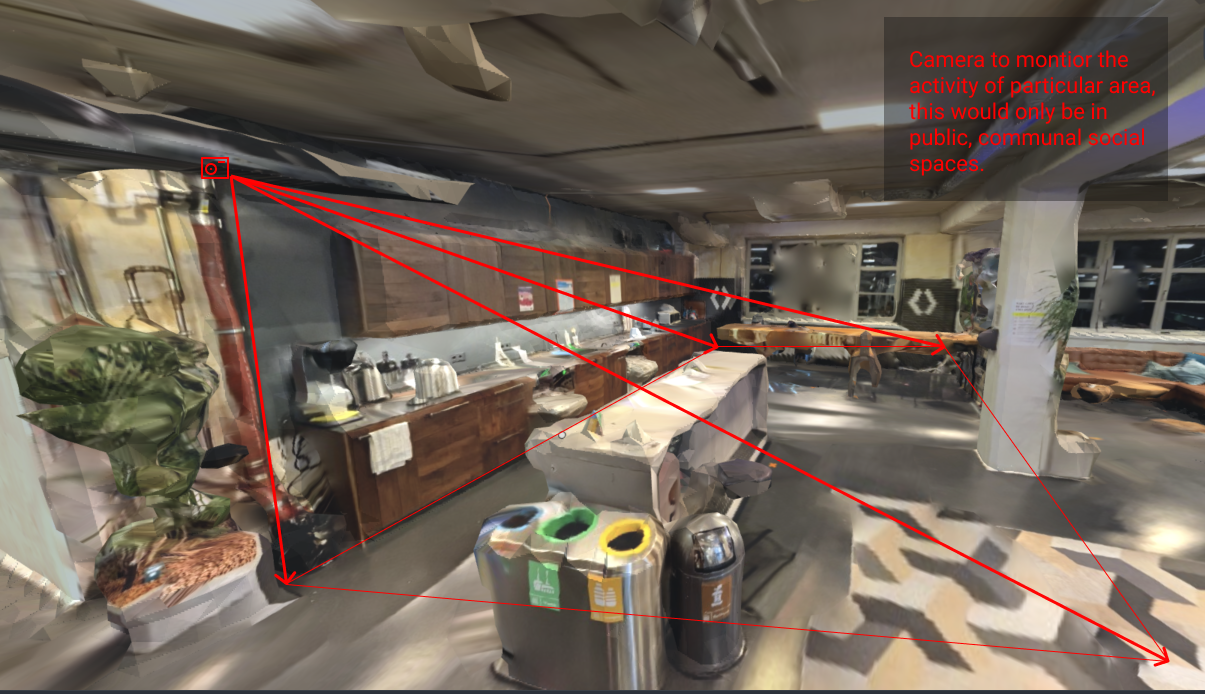 Camera to montior the
activity of particular area,
this would only be in
public, communal social
spaces.